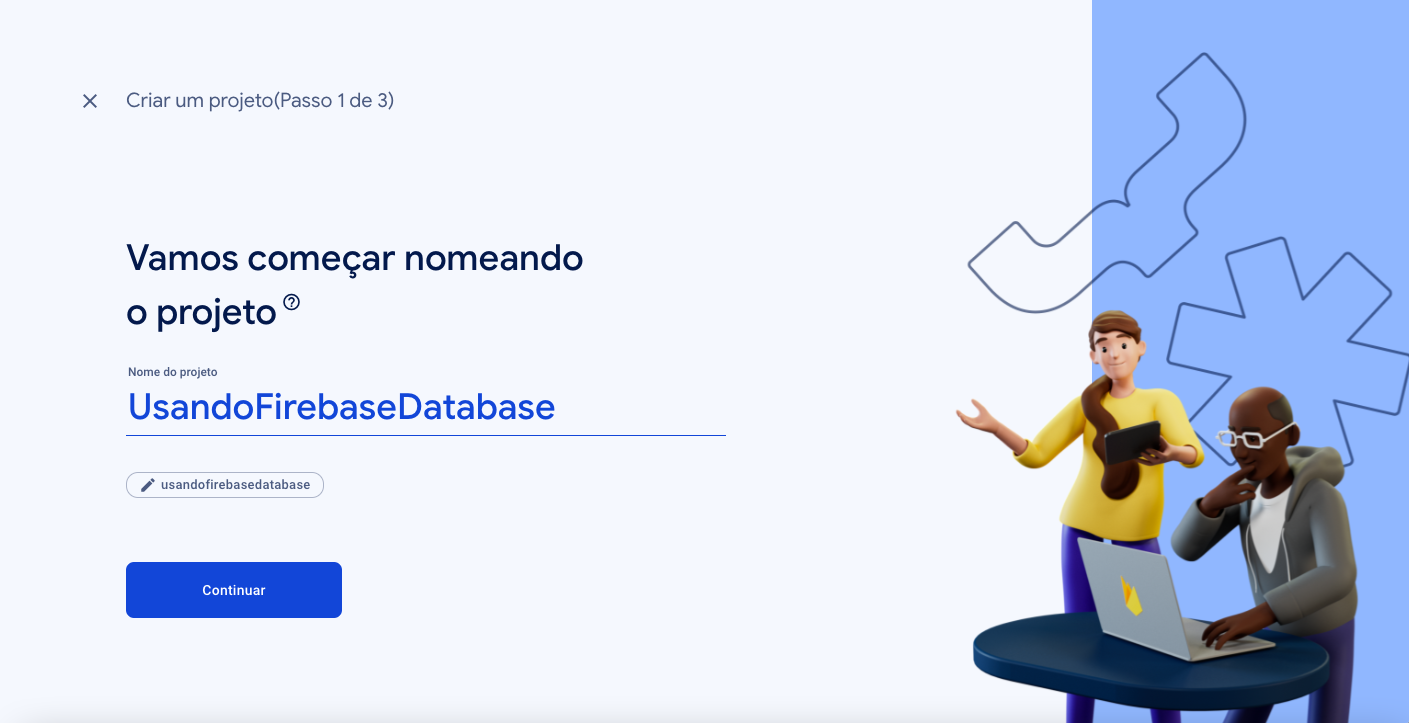 Criar um projeto(Passo 1 de 3)
Vamos começar nomeando
o projeto
Nome do projeto
UsandoFirebaseDatabase
usandofirebasedatabase
Continuar